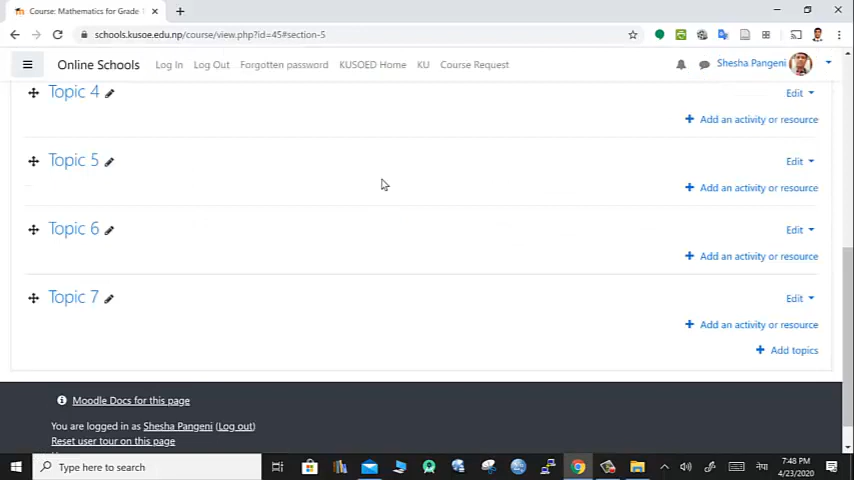 Course: Mathematics for Grade
schools.kusoe.edu.np/course/view.php?id=45#section-5
Online Schools Log In Log Out Forgotten password KUSOED Home KU Course Request Shesha Pangeni
Topic 4 Edit
Add an activity or resource
Topic 5 Edit
Add an activity or resource
Topic 6 Edit
Add an activity or resource
Topic 7 Edit
Add an activity or resource
Add topics
Moodle Docs for this page
You are logged in as Shesha Pangeni (Log out)
Reset user tour on this page
Type here to search
नेपा 7:48 PM
4/23/2020